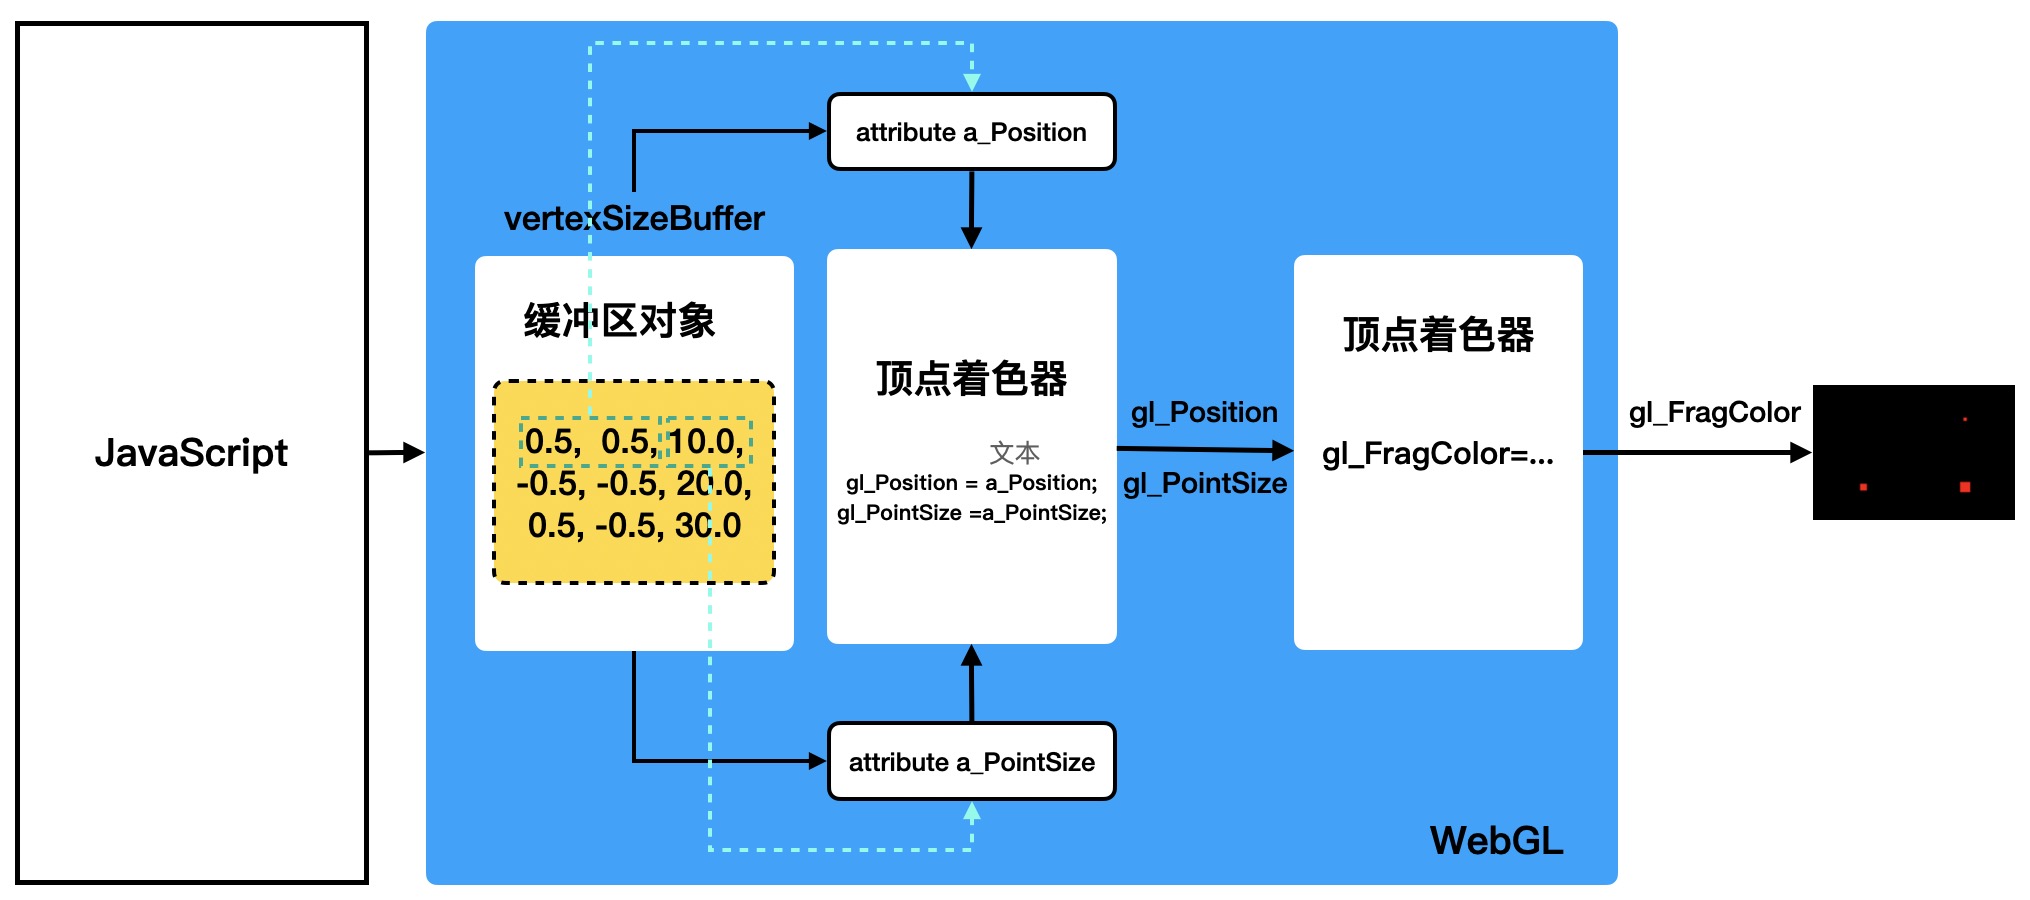 JavaScript
attribute a_Position
vertexSizeBuffer
缓冲区对象
0.5, 0.5, 10.0,
-0.5, -0.5, 20.0,
0.5, -0.5, 30.0
顶点着色器
文本
gl_Position = a_Position;
gl_PointSize =a_PointSize;
gl_Position
gl_PointSize
顶点着色器
gl_FragColor=...
gl_FragColor
attribute a_PointSize
WebGL